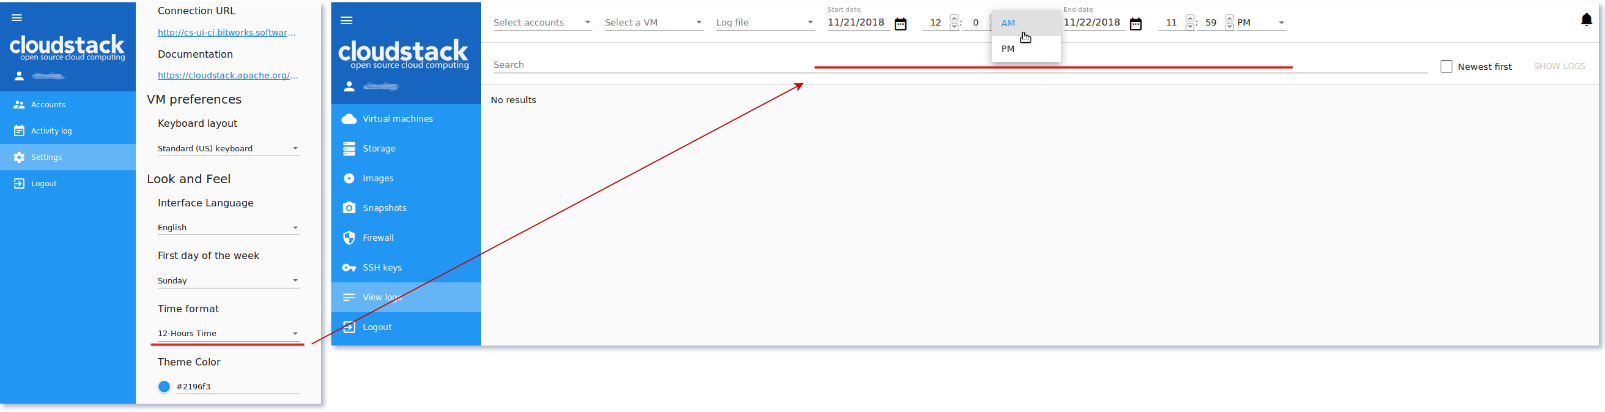 Connection URL
http://cs-ui-ci.bitworks.softwar...
Documentation
https://cloudstack.apache.org/...
cloudstack
open source cloud computing
Accounts
Activity log
Settings
Logout
VM preferences
Keyboard layout
Standard (US) keyboard
Look and Feel
Interface Language
English
First day of the week
Sunday
Time format
12-Hours Time
Theme Color
#2196f3
cloudstack
open source cloud computing
Virtual machines
Storage
Images
Snapshots
Firewall
SSH keys
View logs
Logout
Select accounts
Select a VM
Log file
Start date
11/21/2018
12 : 0
AM
PM
End date
11/22/2018
11 : 59 PM
Search
Newest first
SHOW LOGS
No results